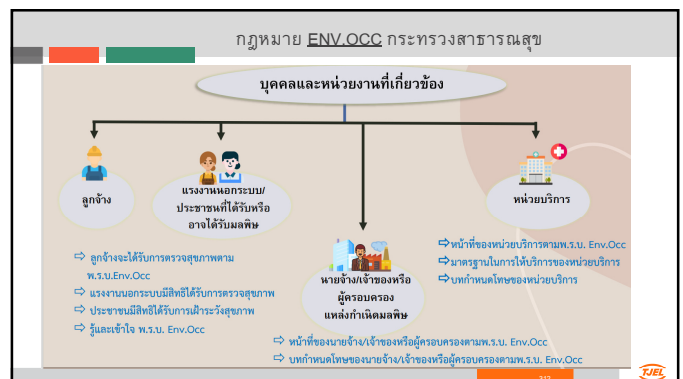 กฎหมาย ENV.OCC กระทรวงสาธารณสุข
บุคคลและหน่วยงานที่เกี่ยวข้อง
ลูกจ้าง
แรงงานนอกระบบ/
ประชาชนที่ได้รับหรือ
อาจได้รับมลพิษ
หน่วยบริการ
นายจ้าง/เจ้าของหรือ
ผู้ครอบครอง
แหล่งกำเนิดมลพิษ
⇨ ลูกจ้างจะได้รับการตรวจสุขภาพตาม
พ.ร.บ.Env.Occ
⇨ แรงงานนอกระบบมีสิทธิได้รับการตรวจสุขภาพ
⇨ ประชาชนมีสิทธิได้รับการเฝ้าระวังสุขภาพ
⇨ รู้และเข้าใจ พ.ร.บ. Env.Occ
⇨หน้าที่ของหน่วยบริการตามพ.ร.บ. Env.Occ
⇨มาตรฐานในการให้บริการของหน่วยบริการ
⇨บทกำหนดโทษของหน่วยบริการ
⇨ หน้าที่ของนายจ้าง/เจ้าของหรือผู้ครอบครองตามพ.ร.บ. Env.Occ
⇨ บทกำหนดโทษของนายจ้าง/เจ้าของหรือผู้ครอบครองตามพ.ร.บ. Env.Occ
TJEL